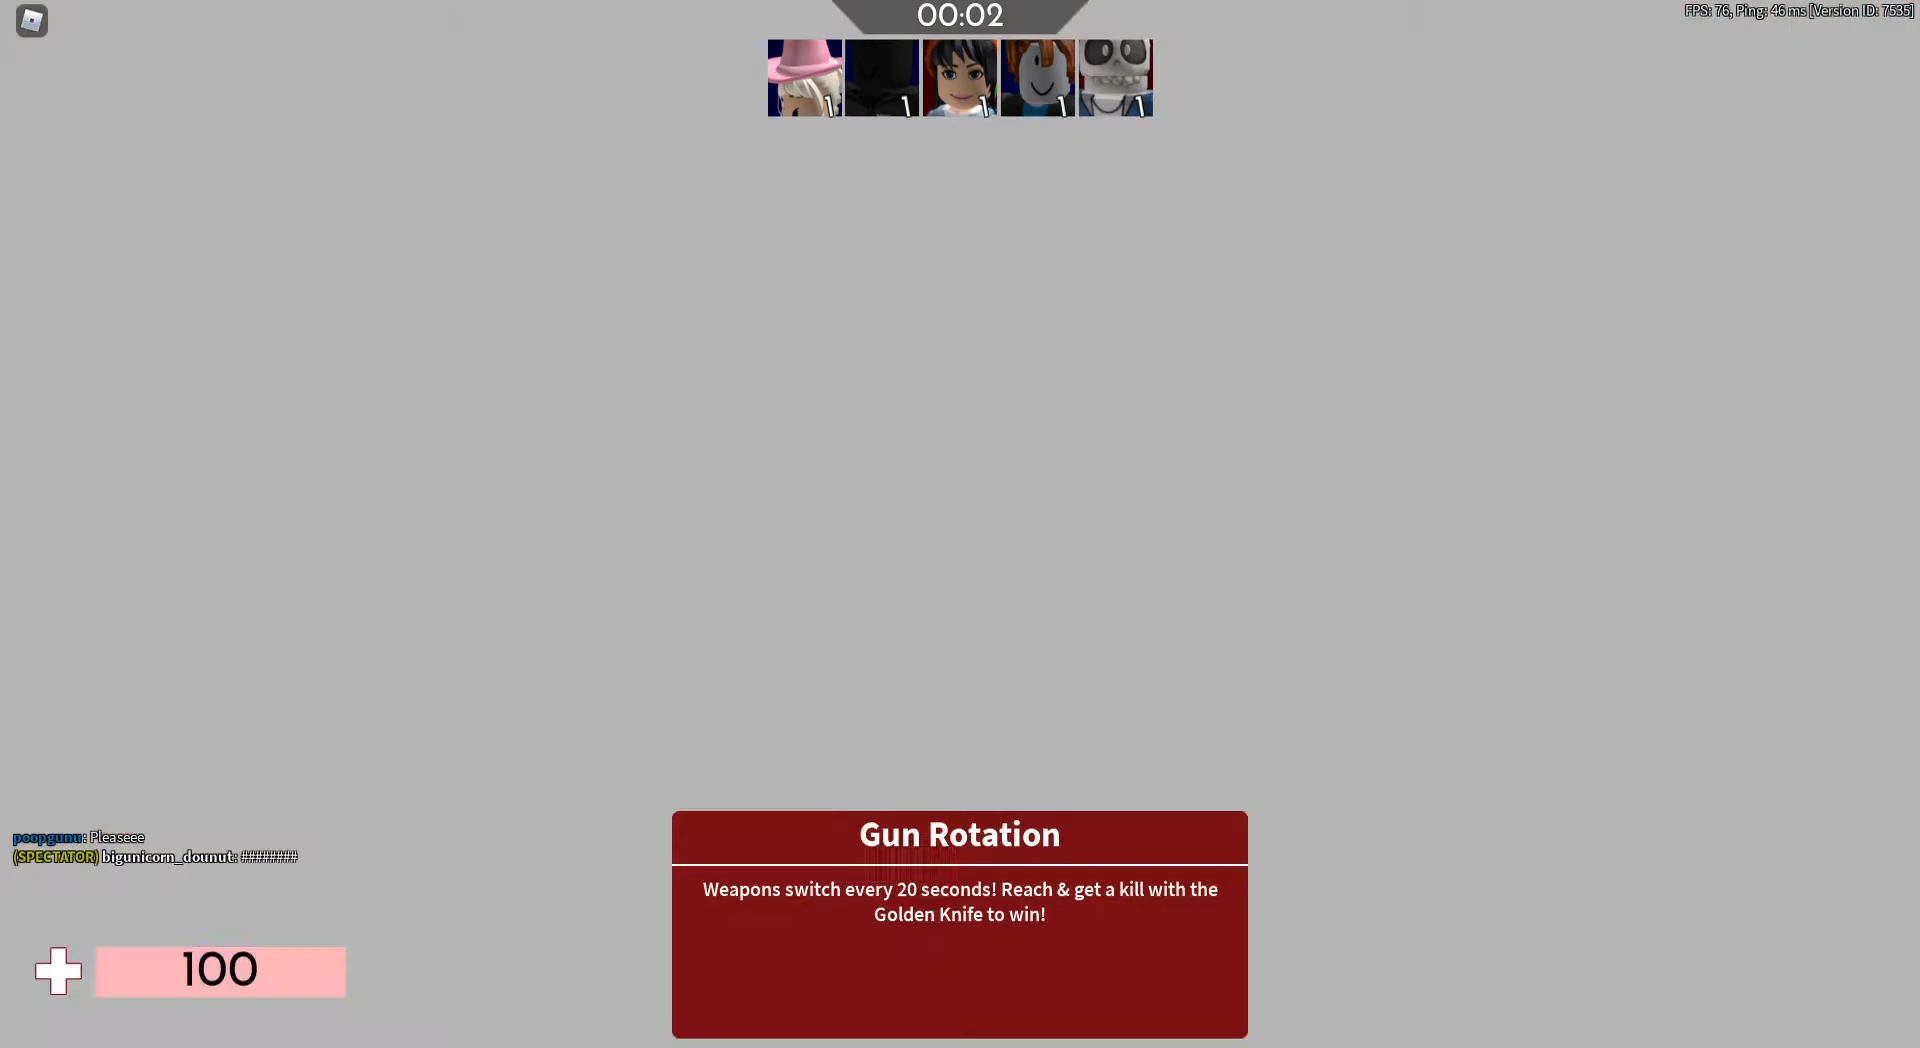 00:02
FPS: 76, Ping: 46 ms [Version ID: 7535]
1 1 1 1 1
poopgunu: Pleaseee
(SPECTATOR) bigunicorn_dounut: ########
Gun Rotation
Weapons switch every 20 seconds! Reach & get a kill with the
Golden Knife to win!
100